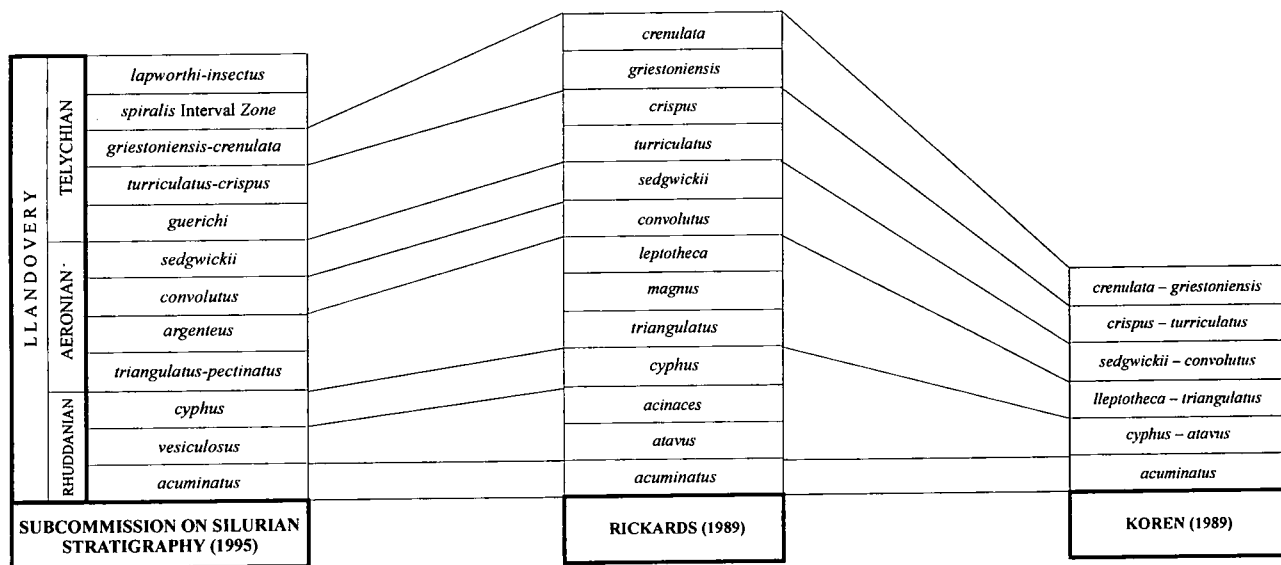 LLANDOVERY
TELYCHIAN
AERONIAN
RHUDDANIAN
lapworthi-insectus
spiralis Interval Zone
griestoniensis-crenulata
turriculatus-crispus
guerichi
sedgwickii
convolutus
argenteus
triangulatus-pectinatus
cyphus
vesiculosus
acuminatus
SUBCOMMISSION ON SILURIAN
STRATIGRAPHY (1995)
crenulata
griestoniensis
crispus
turriculatus
sedgwickii
convolutus
leptotheca
magnus
triangulatus
cyphus
acinaces
atavus
acuminatus
RICKARDS (1989)
crenulata – griestoniensis
crispus – turriculatus
sedgwickii – convolutus
lleptotheca – triangulatus
cyphus – atavus
acuminatus
KOREN (1989)